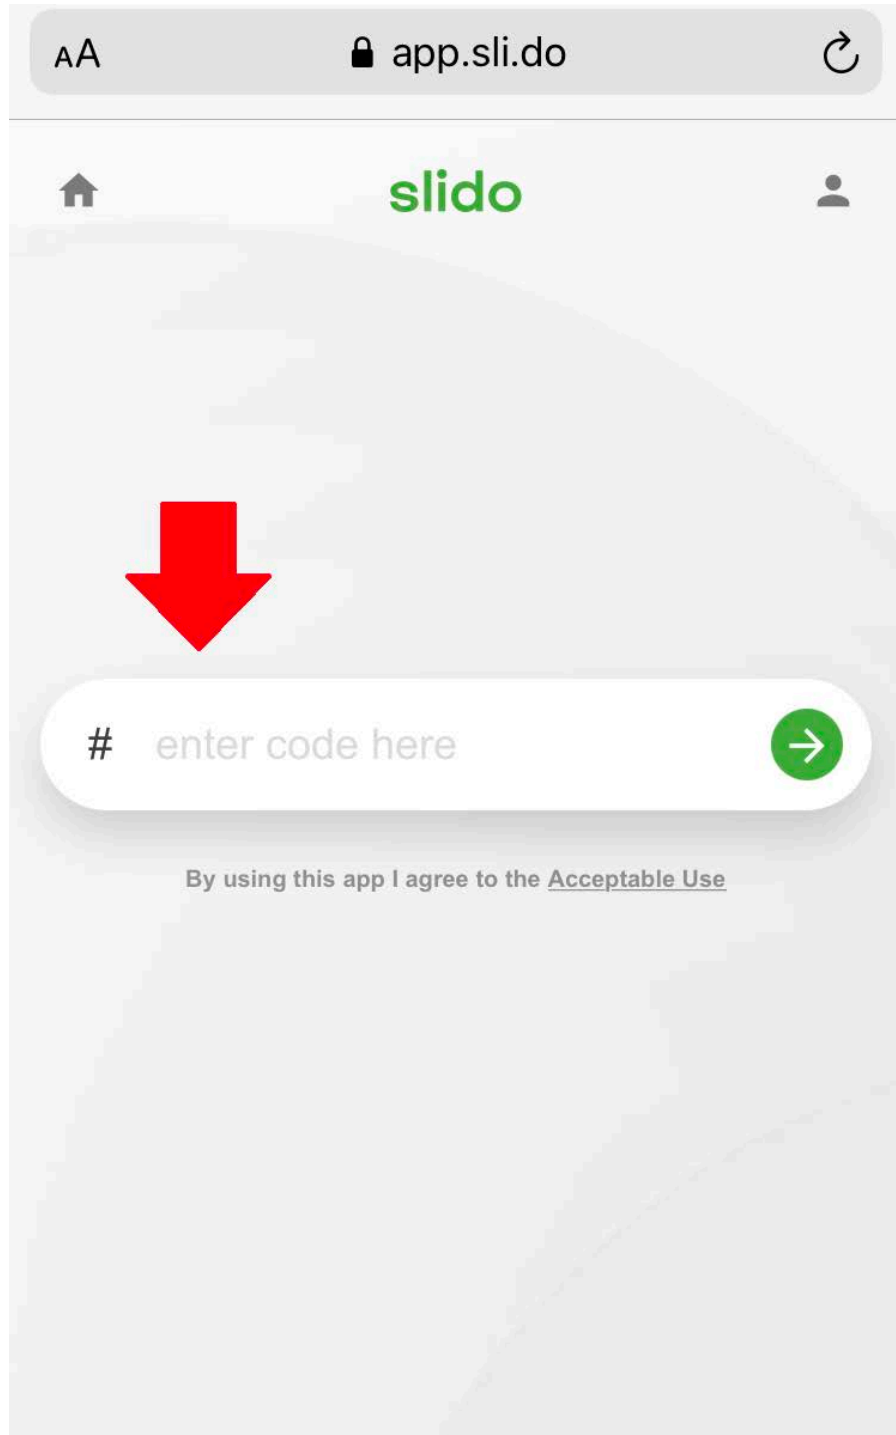 AA app.sli.do
slido
# enter code here
By using this app I agree to the Acceptable Use